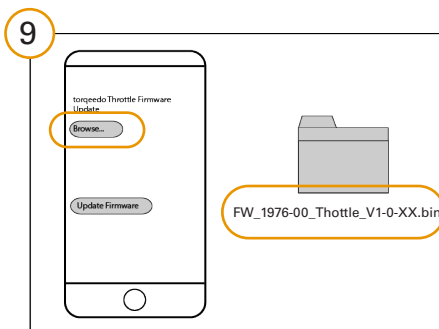 9
torqeedo Throttle Firmware
Update
Browse...
Update Firmware
FW_1976-00_Thottle_V1-0-XX.bin